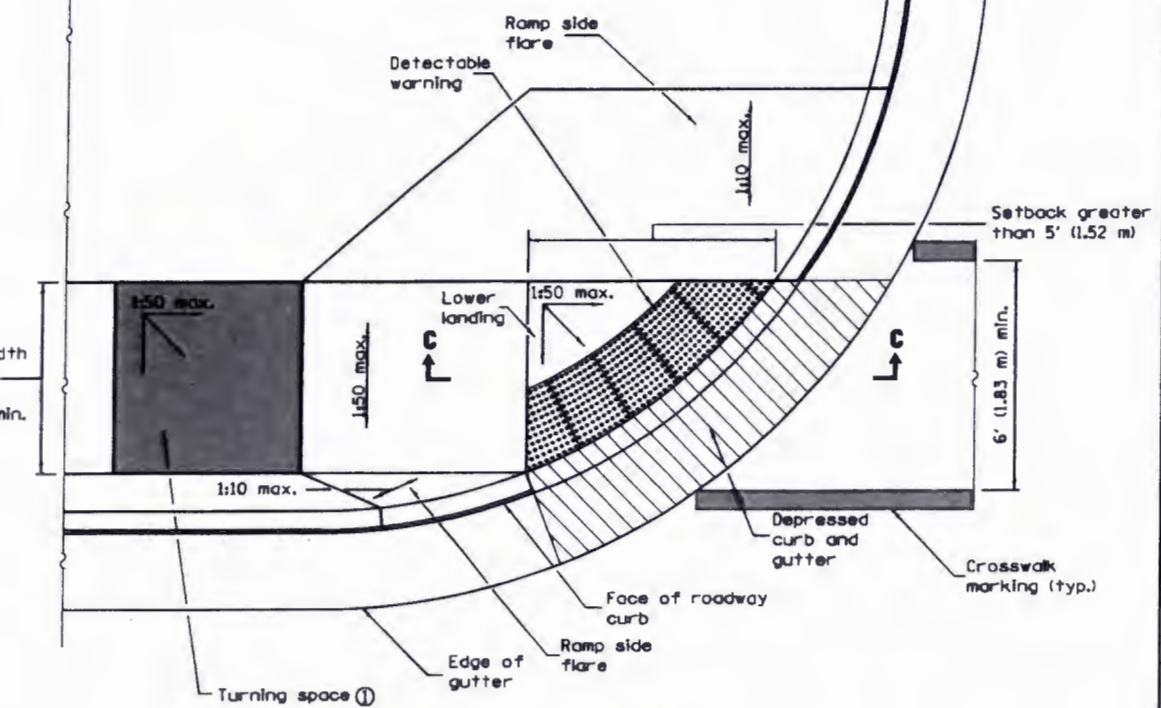 Ramp side
flare
Detectable
warning
1:10 max.
Setback greater
than 5' (1.52 m)
1:50 max.
Lower
landing
1:50 max.
1:50 max.
C
C
6' (1.83 m) min.
min.
1:10 max.
Depressed
curb and
gutter
Crosswalk
marking (typ.)
Face of roadway
curb
Ramp side
flare
Edge of
gutter
Turning space ①